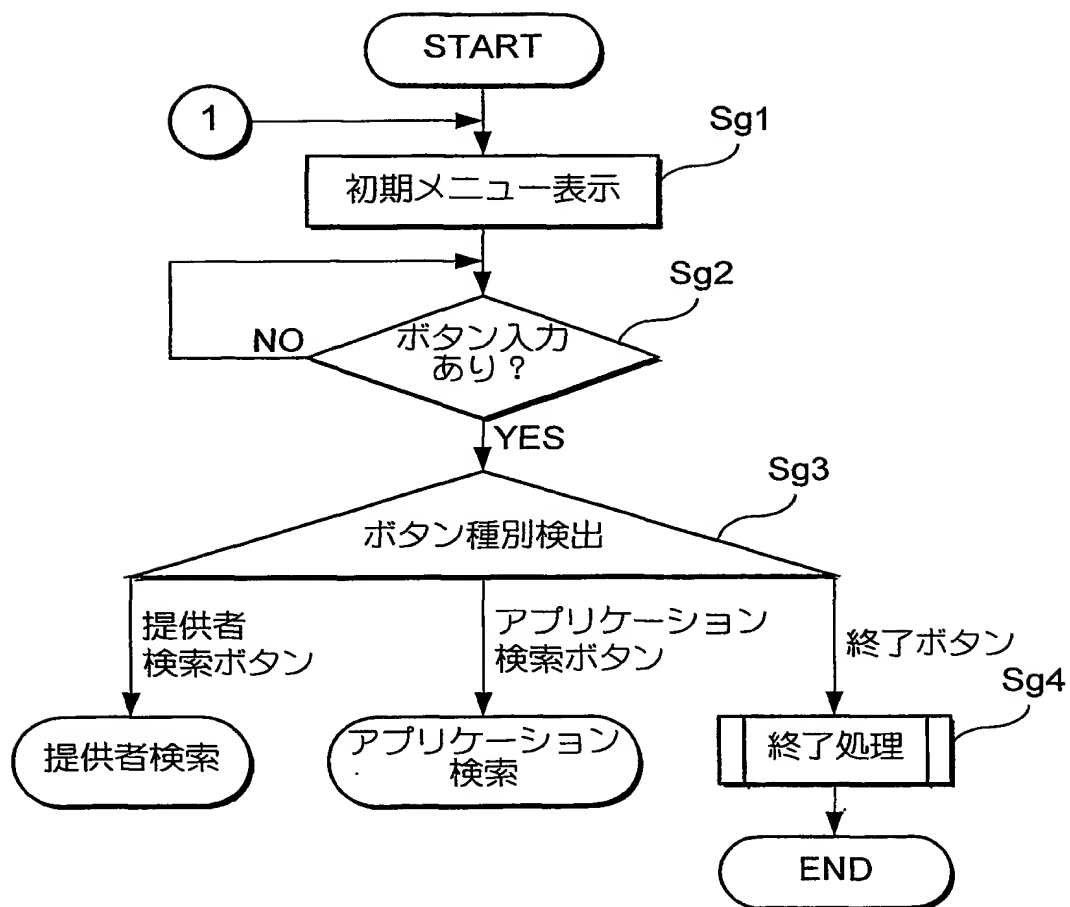 START
1
Sg1
初期メニュー表示
Sg2
NO
ボタン入力
あり?
YES
Sg3
ボタン種別検出
提供者
検索ボタン
アプリケーション
検索ボタン
終了ボタン
Sg4
提供者検索
アプリケーション
検索
終了処理
END